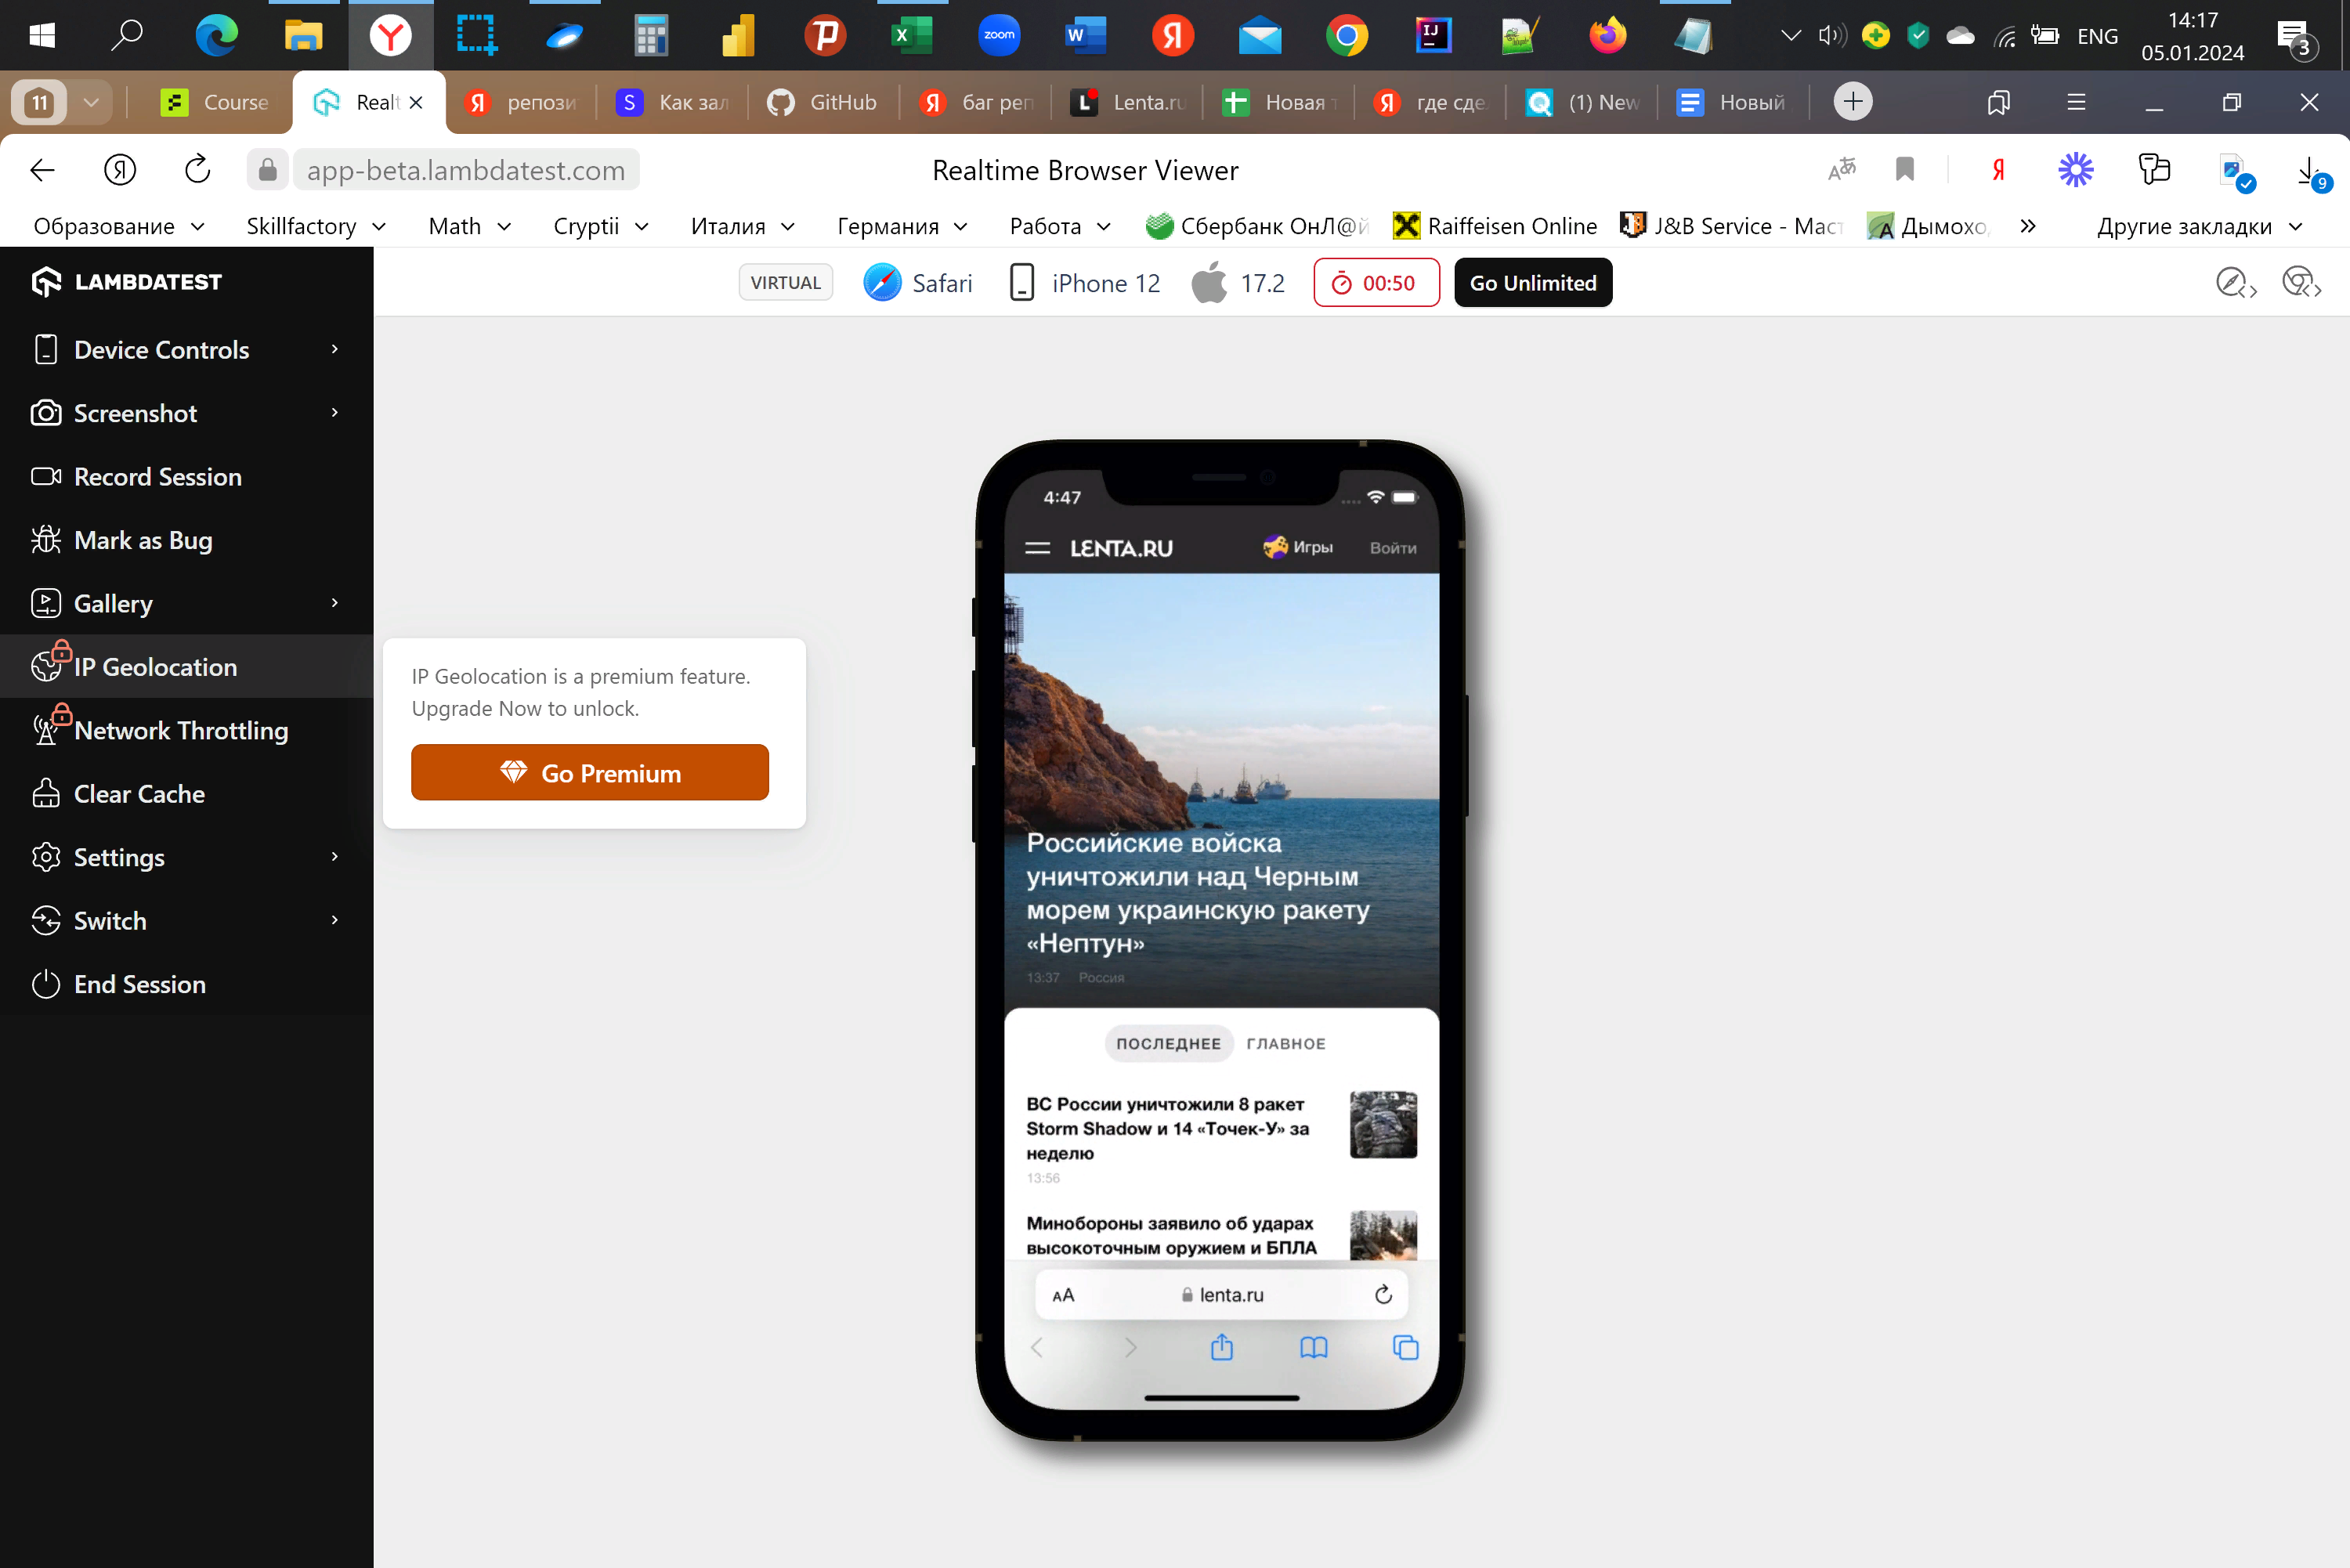 zoom
ENG
14:17
05.01.2024
3
11
Course
Realt
репози
Как зал
GitHub
баг реп
Lenta.ru
Новая т
где сде
(1) New
Новый
app-beta.lambdatest.com
Realtime Browser Viewer
9
Образование
Skillfactory
Math
Cryptii
Италия
Германия
Работа
Сбербанк ОнЛ@й
Raiffeisen Online
J&B Service - Маст
Дымохо
Другие закладки
LAMBDATEST
VIRTUAL
Safari
iPhone 12
17.2
00:50
Go Unlimited
Device Controls
Screenshot
Record Session
Mark as Bug
Gallery
IP Geolocation
Network Throttling
Clear Cache
Settings
Switch
End Session
IP Geolocation is a premium feature.
Upgrade Now to unlock.
Go Premium
4:47
LENTA.RU
Игры
Войти
Российские войска
уничтожили над Черным
морем украинскую ракету
«Нептун»
13:37 Россия
ПОСЛЕДНЕЕ
ГЛАВНОЕ
ВС России уничтожили 8 ракет
Storm Shadow и 14 «Точек-У» за
неделю
13:56
Минобороны заявило об ударах
высокоточным оружием и БПЛА
AA
lenta.ru